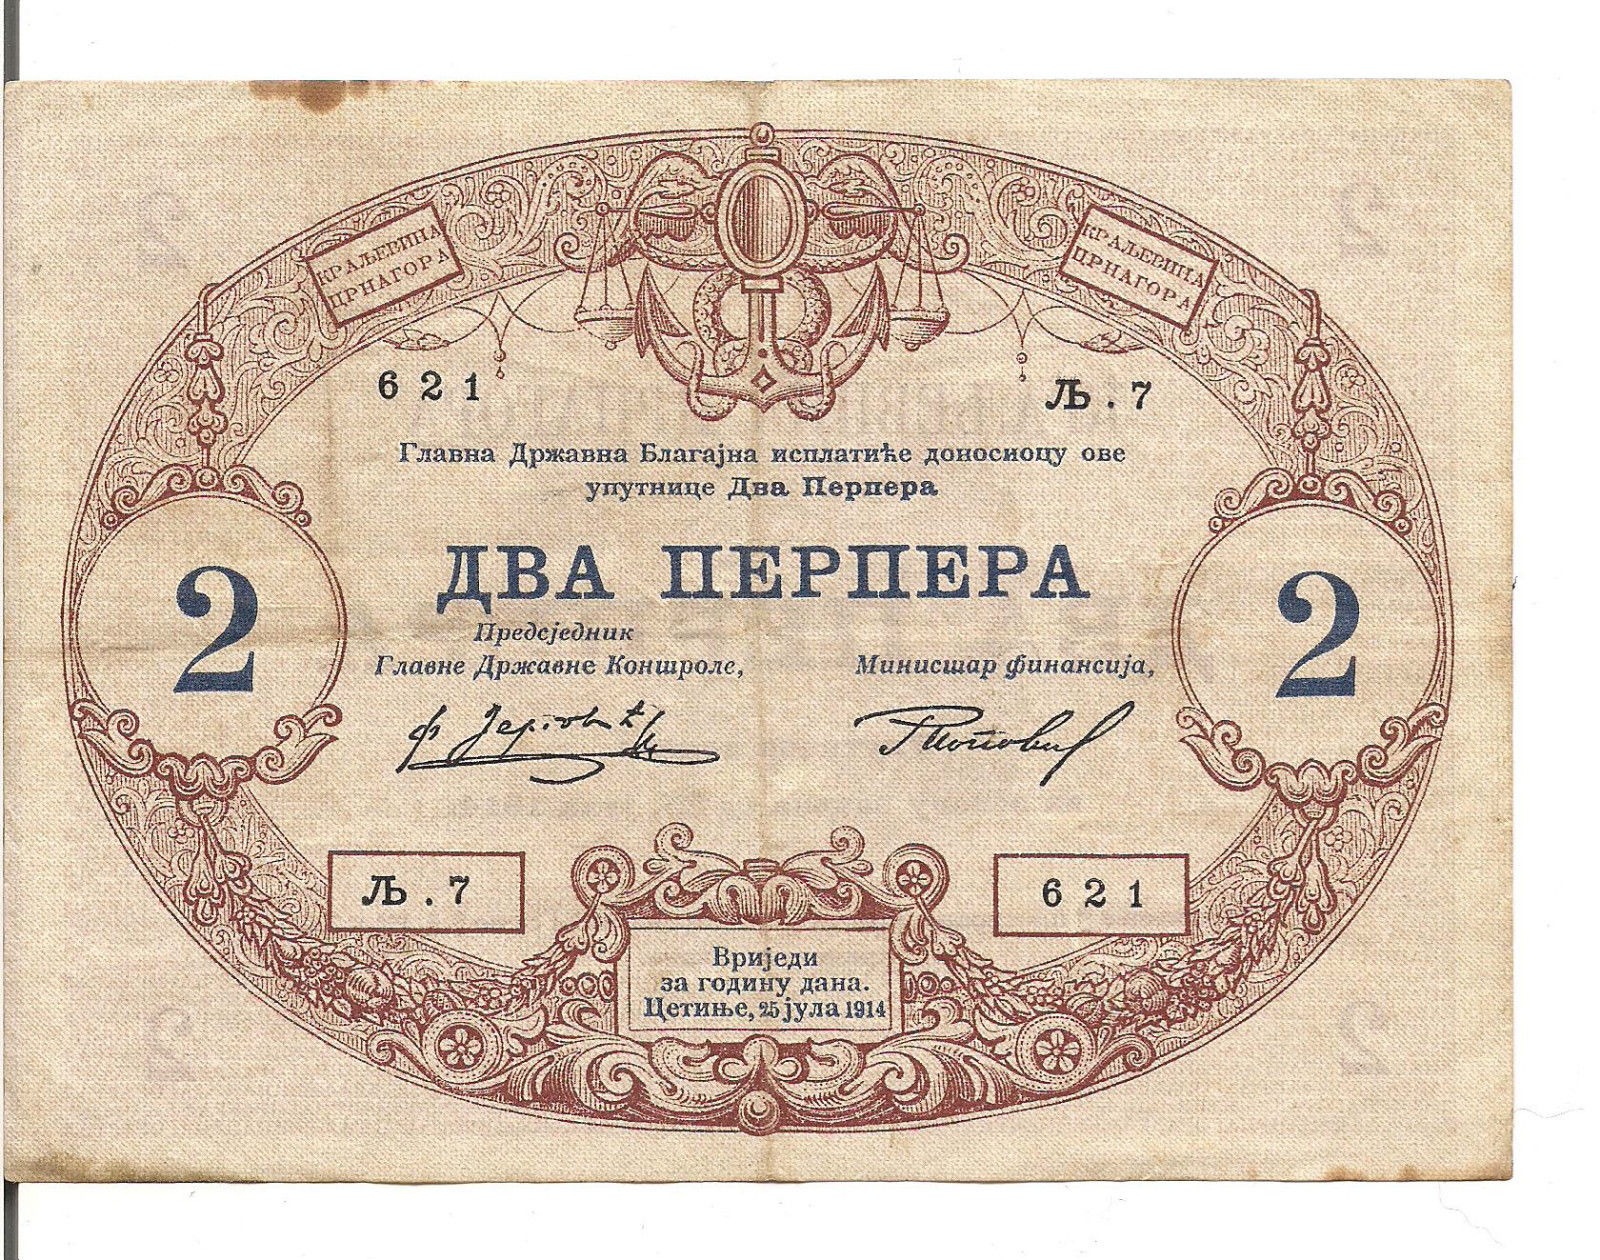 КРАЉЕВИНА
ЦРНАГОРА
КРАЉЕВИНА
ЦРНАГОРА
621
Љ.7
Главна Државна Благајна исплатиће доносиоцу ове
упутнице Два Перпера
ДВА ПЕРПЕРА
2
2
Предсједник
Главне Државне Контроле,
Министар финансија,
Љ.7
621
Вриједи
за годину дана.
Цетиње, 25 јула 1914